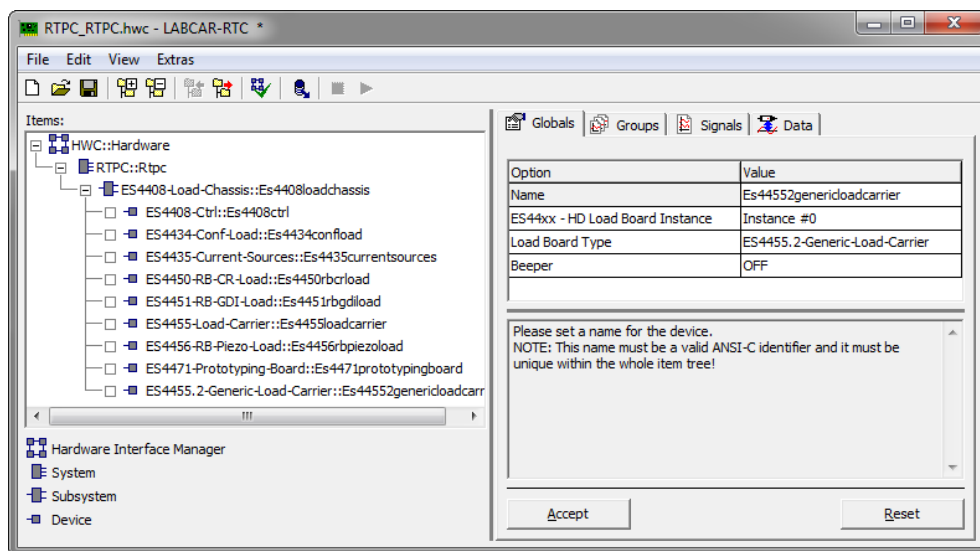 RTPC_RTPC.hwc - LABCAR-RTC *
File Edit View Extras
Items:
HWC::Hardware
RTPC::Rtpc
ES4408-Load-Chassis::Es4408loadchassis
ES4408-Ctrl::Es4408ctrl
ES4434-Conf-Load::Es4434confload
ES4435-Current-Sources::Es4435currentsources
ES4450-RB-CR-Load::Es4450rbcrload
ES4451-RB-GDI-Load::Es4451rbgdiload
ES4455-Load-Carrier::Es4455loadcarrier
ES4456-RB-Piezo-Load::Es4456rbpiezoload
ES4471-Prototyping-Board::Es4471prototypingboard
ES4455.2-Generic-Load-Carrier::Es44552genericloadcarr
Hardware Interface Manager
System
Subsystem
Device
Globals Groups Signals Data
Option Value
Name Es44552genericloadcarrier
ES44xx - HD Load Board Instance Instance #0
Load Board Type ES4455.2-Generic-Load-Carrier
Beeper OFF
Please set a name for the device.
NOTE: This name must be a valid ANSI-C identifier and it must be
unique within the whole item tree!
Accept Reset